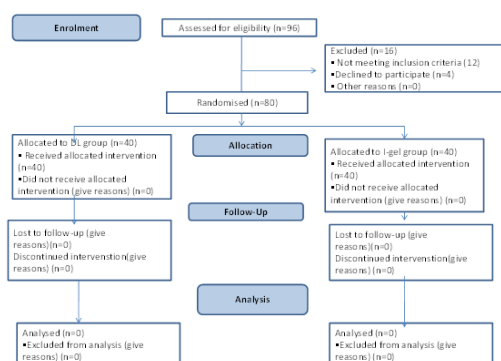 Enrolment
Assessed for eligibility (n=96)
Excluded (n=16)
▪ Not meeting inclusion criteria (12)
▪ Declined to participate (n=4)
▪ Other reasons (n=0)
Randomised (n=80)
Allocation
Allocated to DL group (n=40)
▪ Received allocated intervention
(n=40)
▪ Did not receive allocated
intervention (give reasons) (n=0)
Allocated to I-gel group (n=40)
▪ Received allocated intervention
(n=40)
▪ Did not receive allocated
intervention (give reasons) (n=0)
Follow-Up
Lost to follow-up (give
reasons)(n=0)
Discontinued intervenstion(give
reasons) (n=0)
Lost to follow-up (give
reasons)(n=0)
Discontinued intervenstion(give
reasons) (n=0)
Analysis
Analysed (n=0)
▪Excluded from analysis (give
reasons) (n=0)
Analysed (n=0)
▪Excluded from analysis (give
reasons) (n=0)